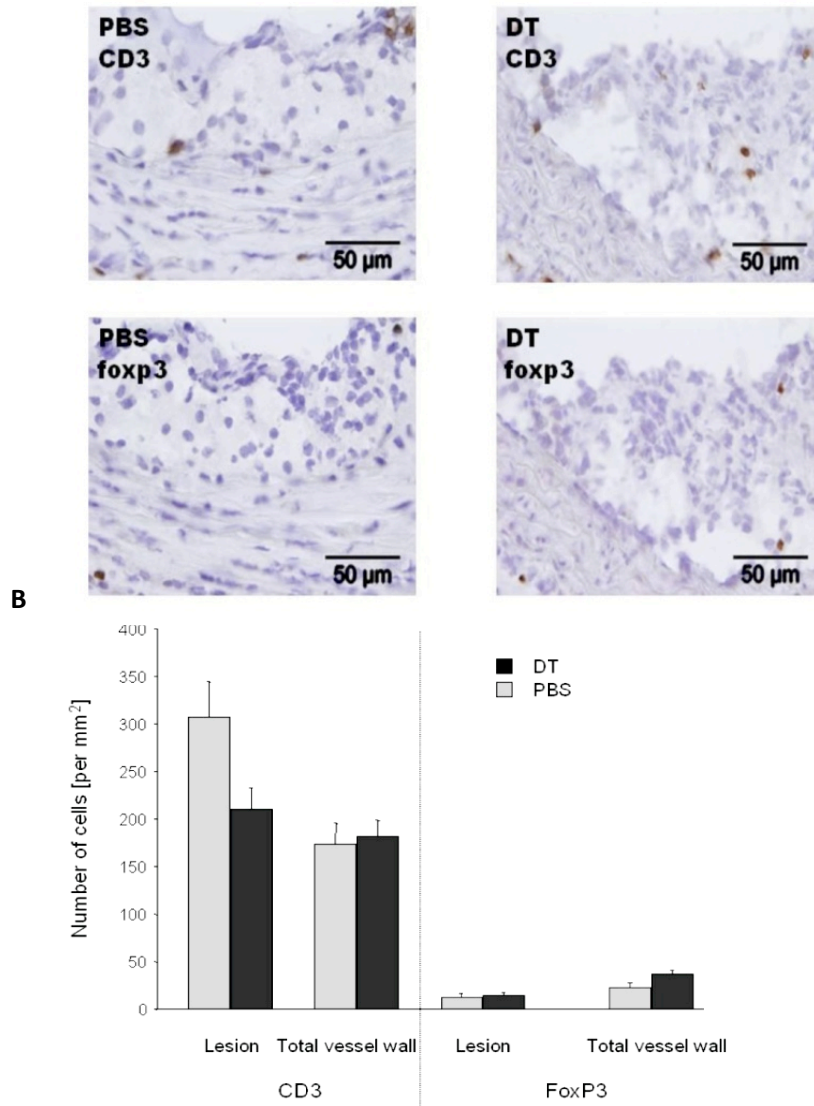 PBS
CD3
50 µm
DT
CD3
50 µm
PBS
foxp3
50 µm
DT
foxp3
50 µm
B
400
350
300
250
200
150
100
50
0
Number of cells [per mm²]
DT
PBS
Lesion Total vessel wall Lesion Total vessel wall
CD3 FoxP3